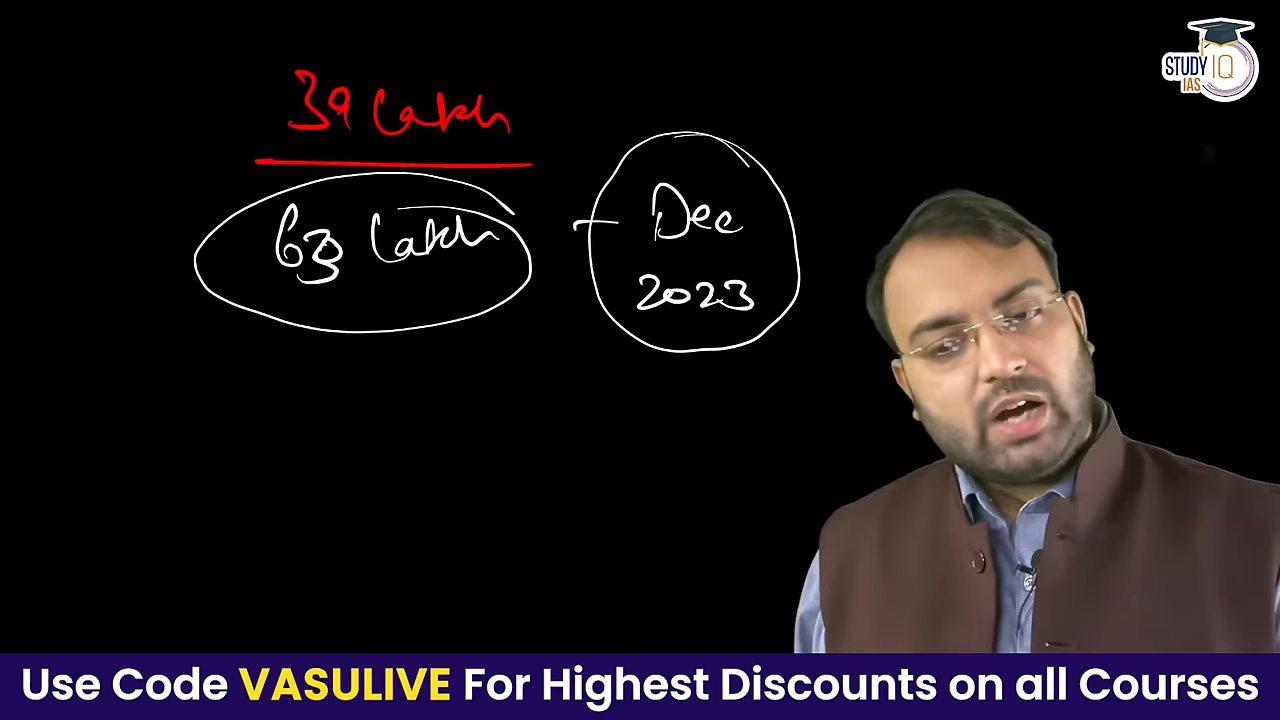 STUDY IQ
IAS
39 Lakh
63 Lakh - Dec
2023
Use Code VASULIVE For Highest Discounts on all Courses